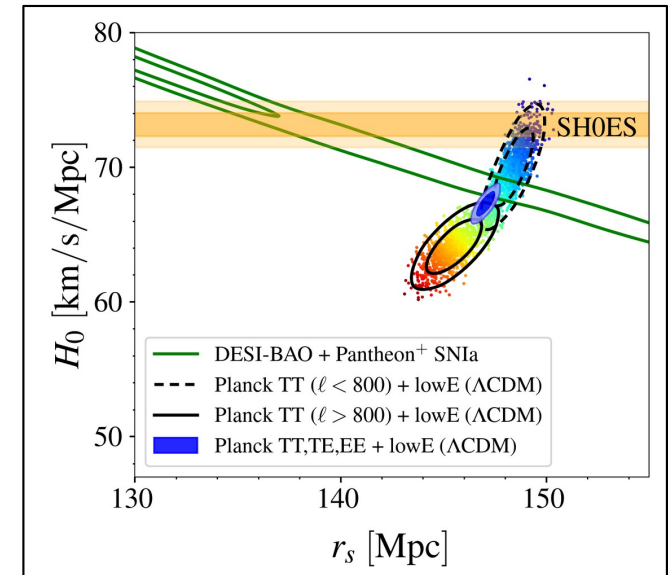 80
70
60
50
H₀ [km/s/Mpc]
SH0ES
DESI-BAO + Pantheon⁺ SNIa
Planck TT (ℓ < 800) + lowE (ΛCDM)
Planck TT (ℓ > 800) + lowE (ΛCDM)
Planck TT,TE,EE + lowE (ΛCDM)
130 140 150
rₛ [Mpc]